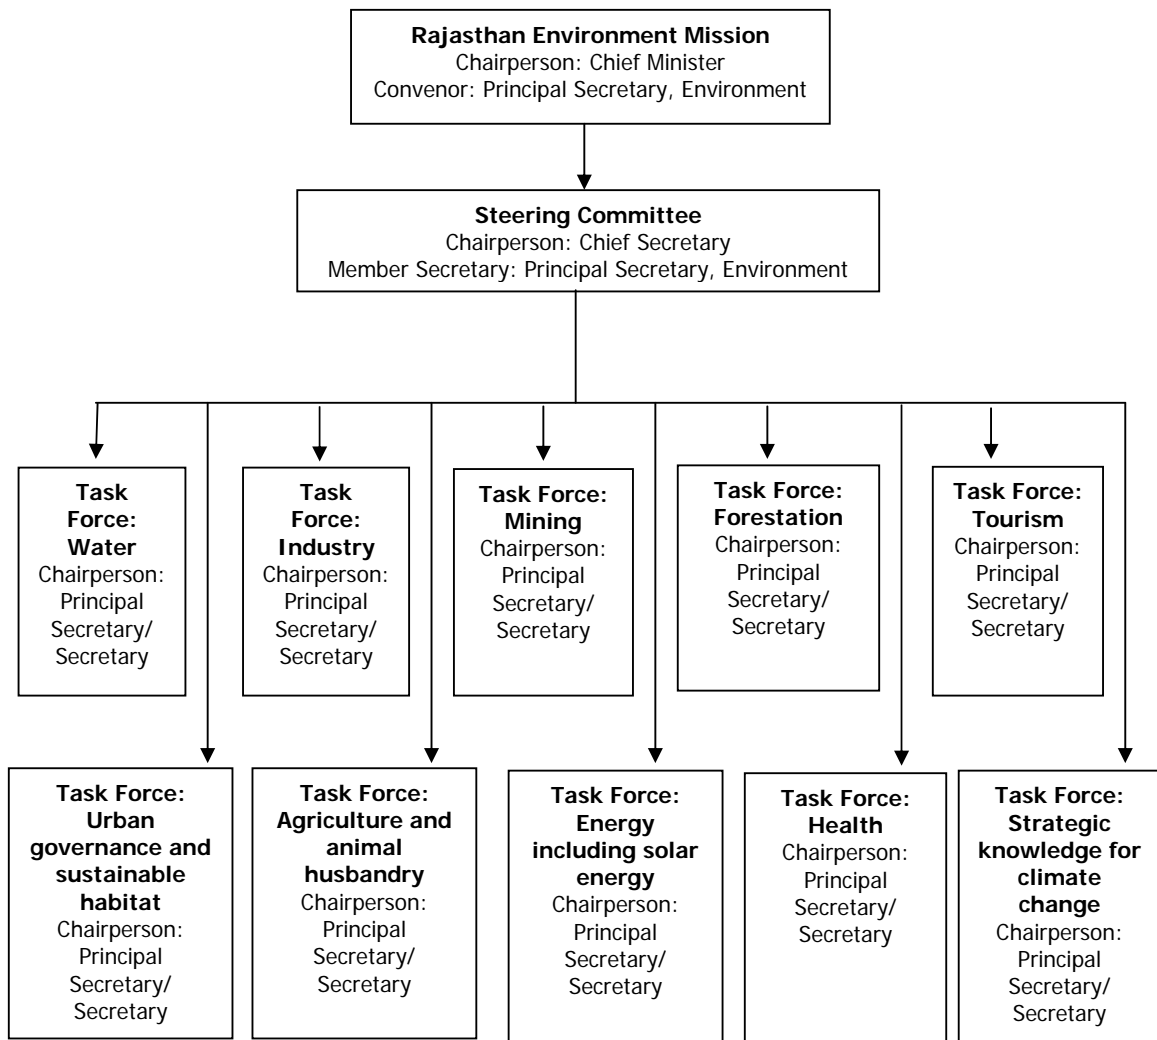 Rajasthan Environment Mission
Chairperson: Chief Minister
Convenor: Principal Secretary, Environment
Steering Committee
Chairperson: Chief Secretary
Member Secretary: Principal Secretary, Environment
Task
Force:
Water
Chairperson:
Principal
Secretary/
Secretary
Task
Force:
Industry
Chairperson:
Principal
Secretary/
Secretary
Task Force:
Mining
Chairperson:
Principal
Secretary/
Secretary
Task Force:
Forestation
Chairperson:
Principal
Secretary/
Secretary
Task Force:
Tourism
Chairperson:
Principal
Secretary/
Secretary
Task Force:
Urban
governance and
sustainable
habitat
Chairperson:
Principal
Secretary/
Secretary
Task Force:
Agriculture and
animal
husbandry
Chairperson:
Principal
Secretary/
Secretary
Task Force:
Energy
including solar
energy
Chairperson:
Principal
Secretary/
Secretary
Task Force:
Health
Chairperson:
Principal
Secretary/
Secretary
Task Force:
Strategic
knowledge for
climate
change
Chairperson:
Principal
Secretary/
Secretary